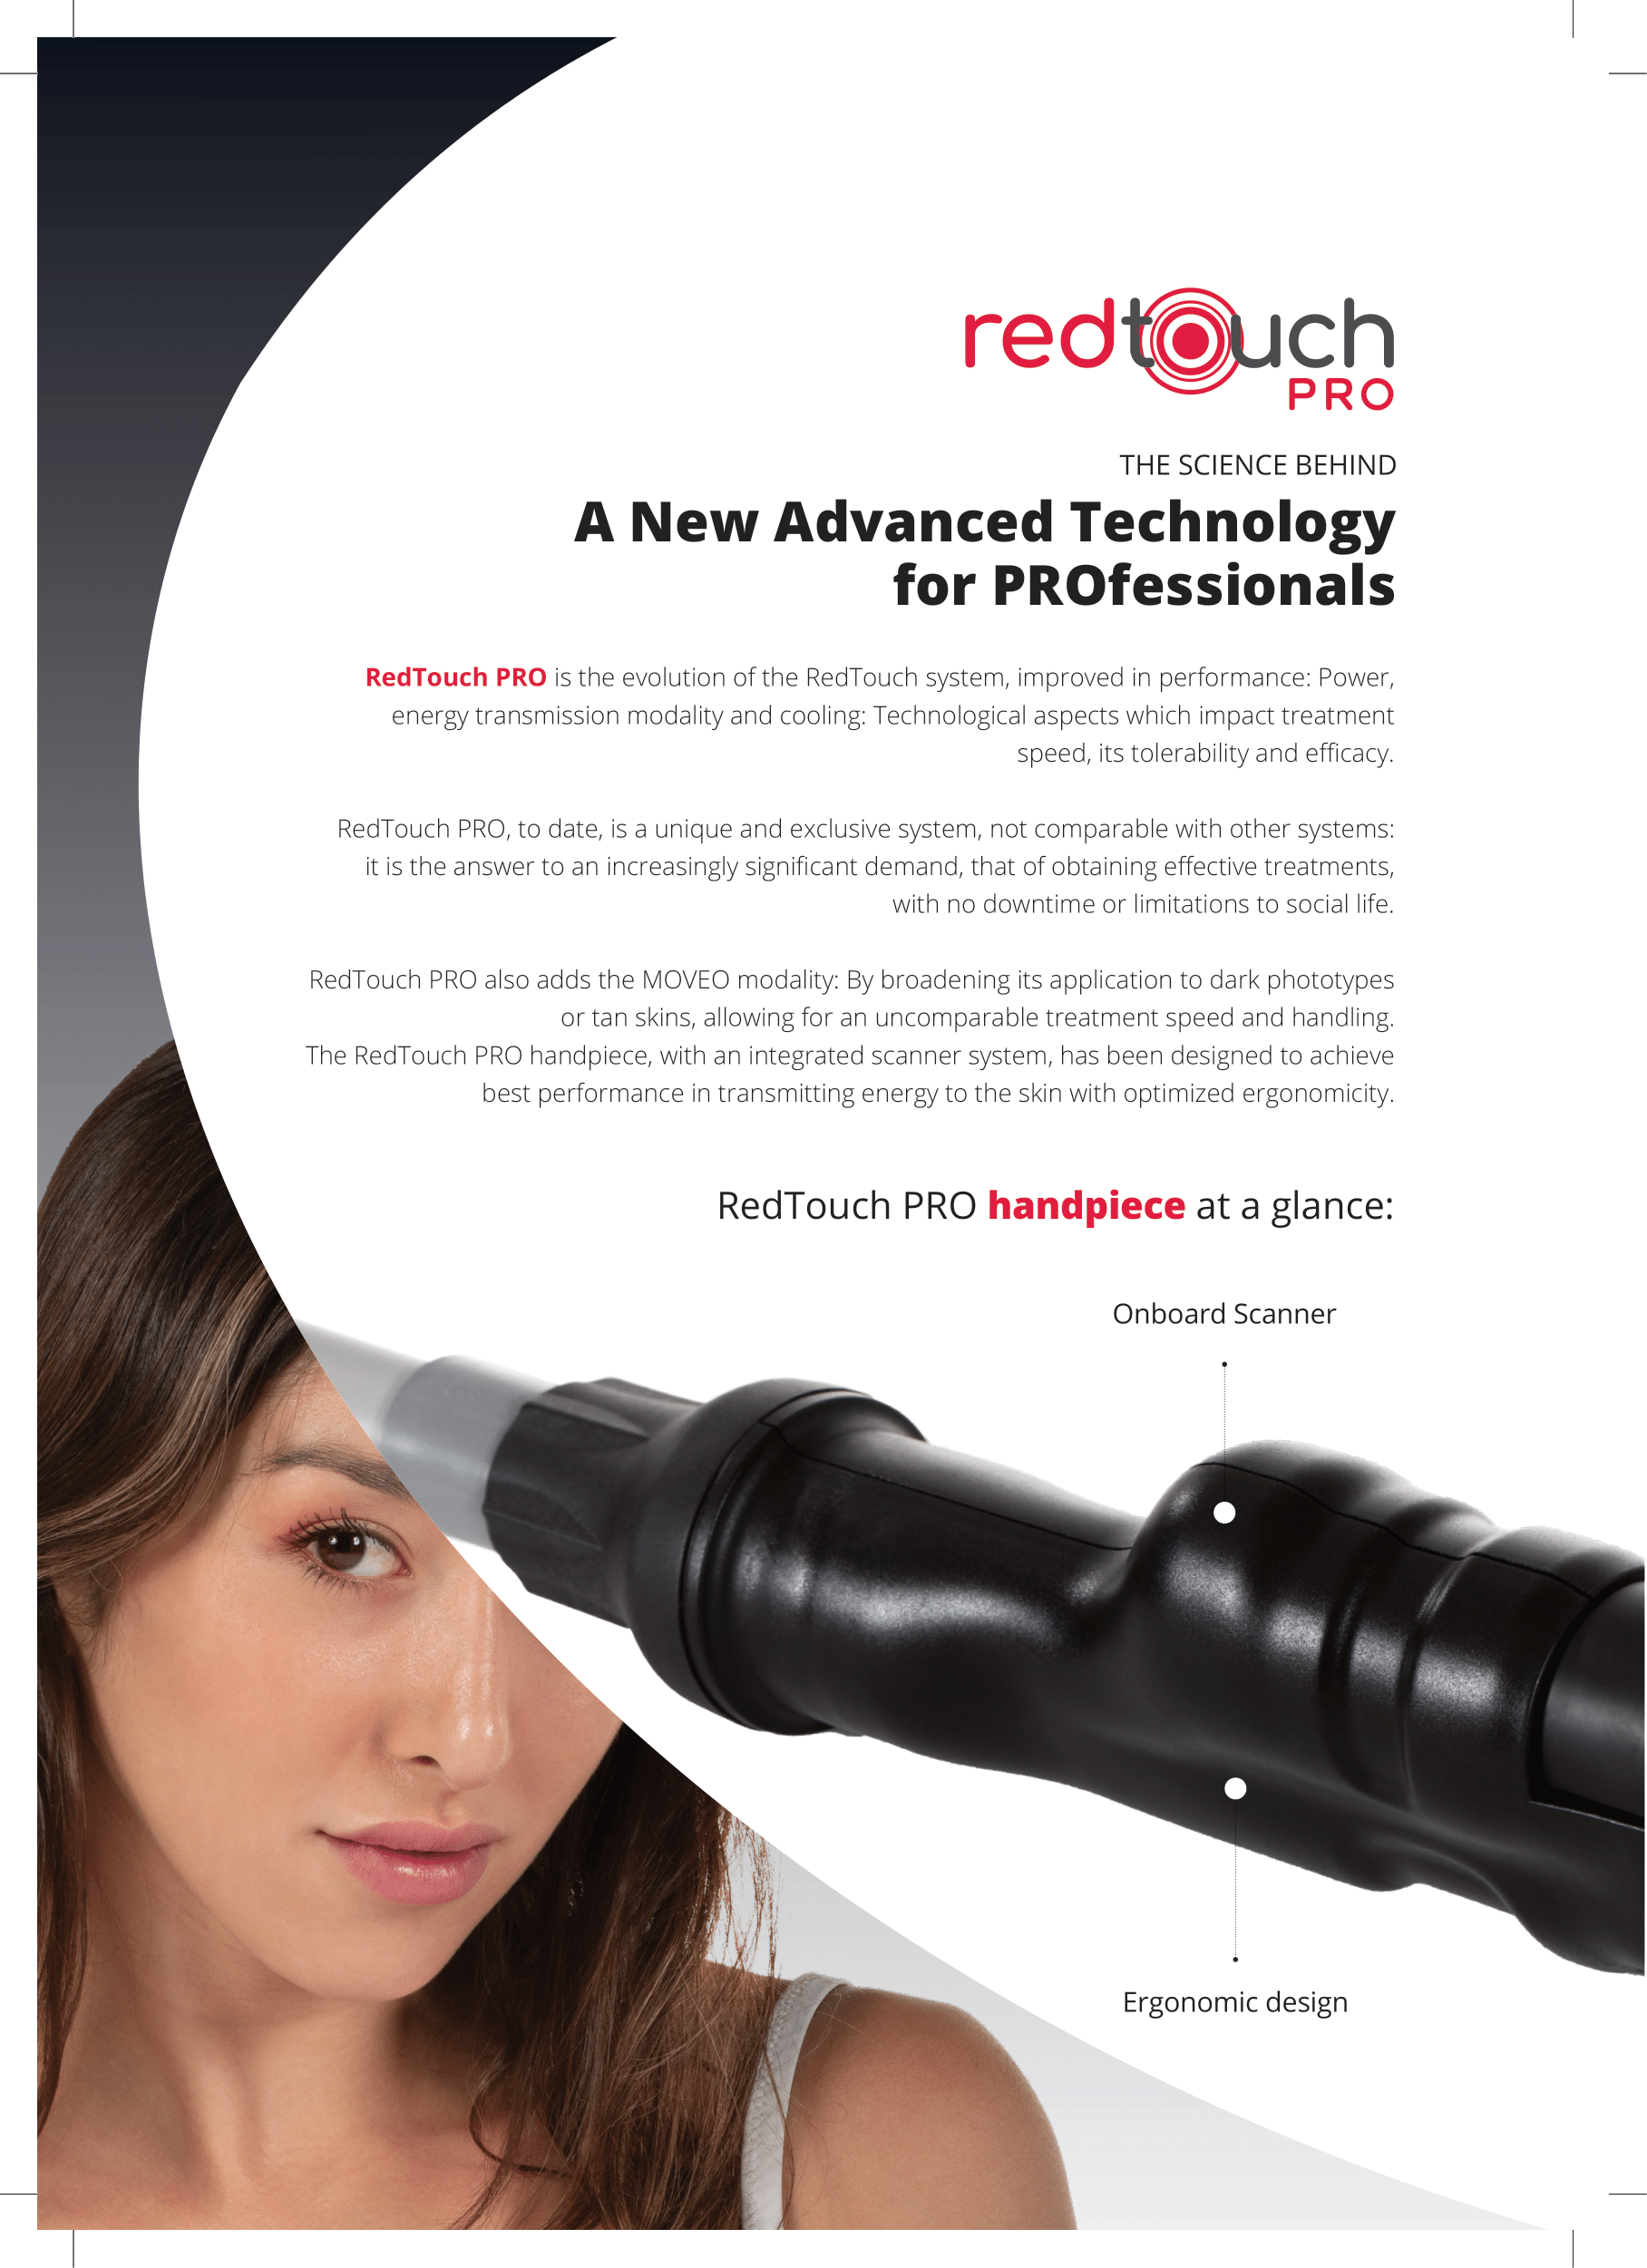 redtouch
PRO
THE SCIENCE BEHIND
A New Advanced Technology
for PROfessionals
RedTouch PRO is the evolution of the RedTouch system, improved in performance: Power,
energy transmission modality and cooling: Technological aspects which impact treatment
speed, its tolerability and efficacy.
RedTouch PRO, to date, is a unique and exclusive system, not comparable with other systems:
it is the answer to an increasingly significant demand, that of obtaining effective treatments,
with no downtime or limitations to social life.
RedTouch PRO also adds the MOVEO modality: By broadening its application to dark phototypes
or tan skins, allowing for an uncomparable treatment speed and handling.
The RedTouch PRO handpiece, with an integrated scanner system, has been designed to achieve
best performance in transmitting energy to the skin with optimized ergonomicity.
RedTouch PRO handpiece at a glance:
Onboard Scanner
Ergonomic design